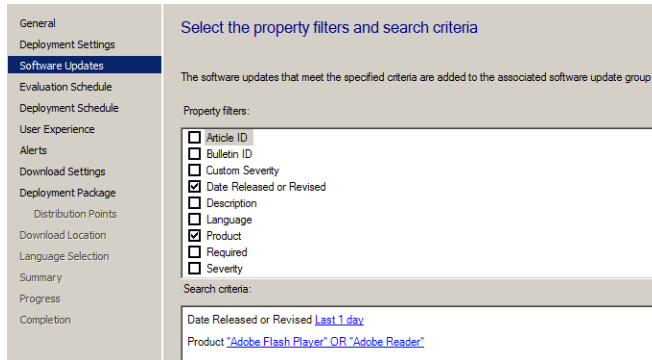 General
Deployment Settings
Software Updates
Evaluation Schedule
Deployment Schedule
User Experience
Alerts
Download Settings
Deployment Package
Distribution Points
Download Location
Language Selection
Summary
Progress
Completion
Select the property filters and search criteria
The software updates that meet the specified criteria are added to the associated software update group
Property filters:
Article ID
Bulletin ID
Custom Severity
Date Released or Revised
Description
Language
Product
Required
Severity
Search criteria:
Date Released or Revised Last 1 day
Product "Adobe Flash Player" OR "Adobe Reader"